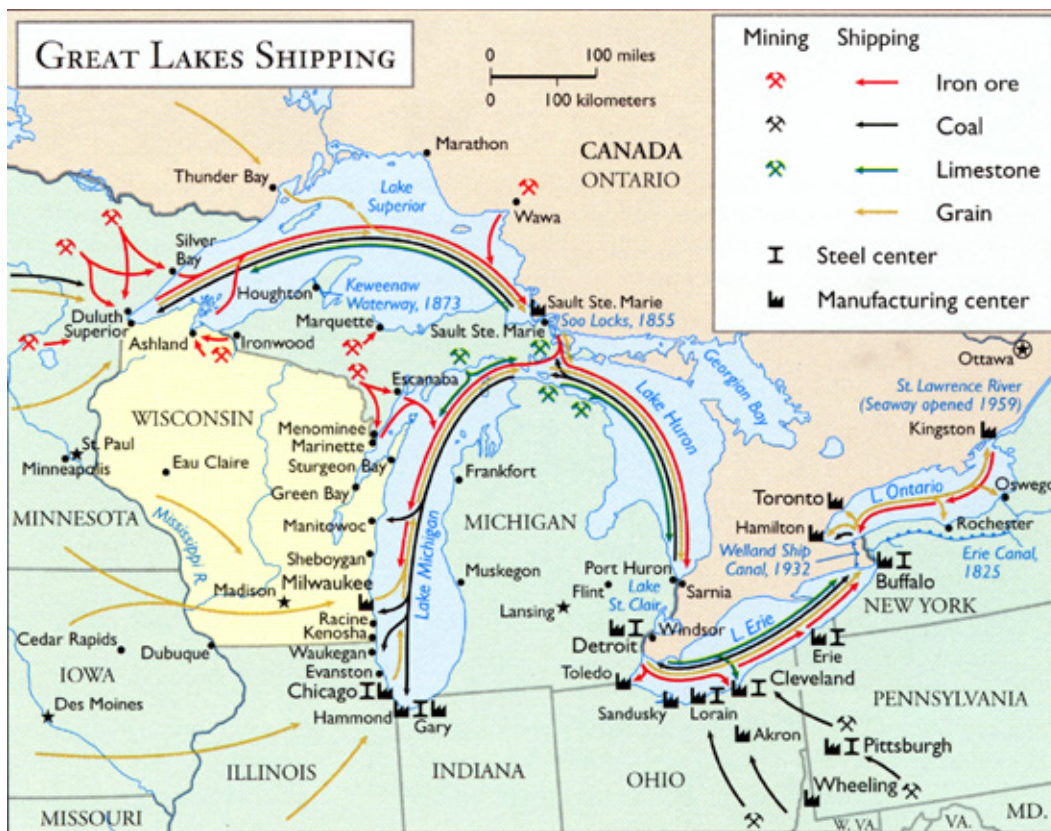 GREAT LAKES SHIPPING
0 100 miles
0 100 kilometers
Mining Shipping
Iron ore
Coal
Limestone
Grain
Steel center
Manufacturing center
CANADA
ONTARIO
Marathon
Thunder Bay
Lake
Superior
Wawa
Silver
Bay
Houghton
Keweenaw
Waterway, 1873
Sault Ste. Marie
Soo Locks, 1855
Sault Ste. Marie
Marquette
Duluth
Superior
Ashland
Ironwood
Escanaba
Georgian Bay
Lake Huron
Ottawa
St. Lawrence River
(Seaway opened 1959)
Kingston
WISCONSIN
Menominee
Marinette
Sturgeon Bay
Green Bay
St. Paul
Minneapolis
Eau Claire
Frankfort
MINNESOTA
Mississippi R.
Manitowoc
MICHIGAN
Toronto
L. Ontario
Oswego
Hamilton
Rochester
Welland Ship
Canal, 1932
Erie Canal,
1825
Sheboygan
Milwaukee
Madison
Lake Michigan
Muskegon
Port Huron
Flint
Lake
St. Clair
Sarnia
Buffalo
NEW YORK
Racine
Kenosha
Lansing
Windsor
Detroit
L. Erie
Erie
Cedar Rapids
Dubuque
Waukegan
Evanston
IOWA
Chicago
Toledo
Cleveland
PENNSYLVANIA
Des Moines
Hammond
Gary
Sandusky
Lorain
Akron
Pittsburgh
ILLINOIS
INDIANA
OHIO
Wheeling
MISSOURI
W. VA.
VA.
MD.